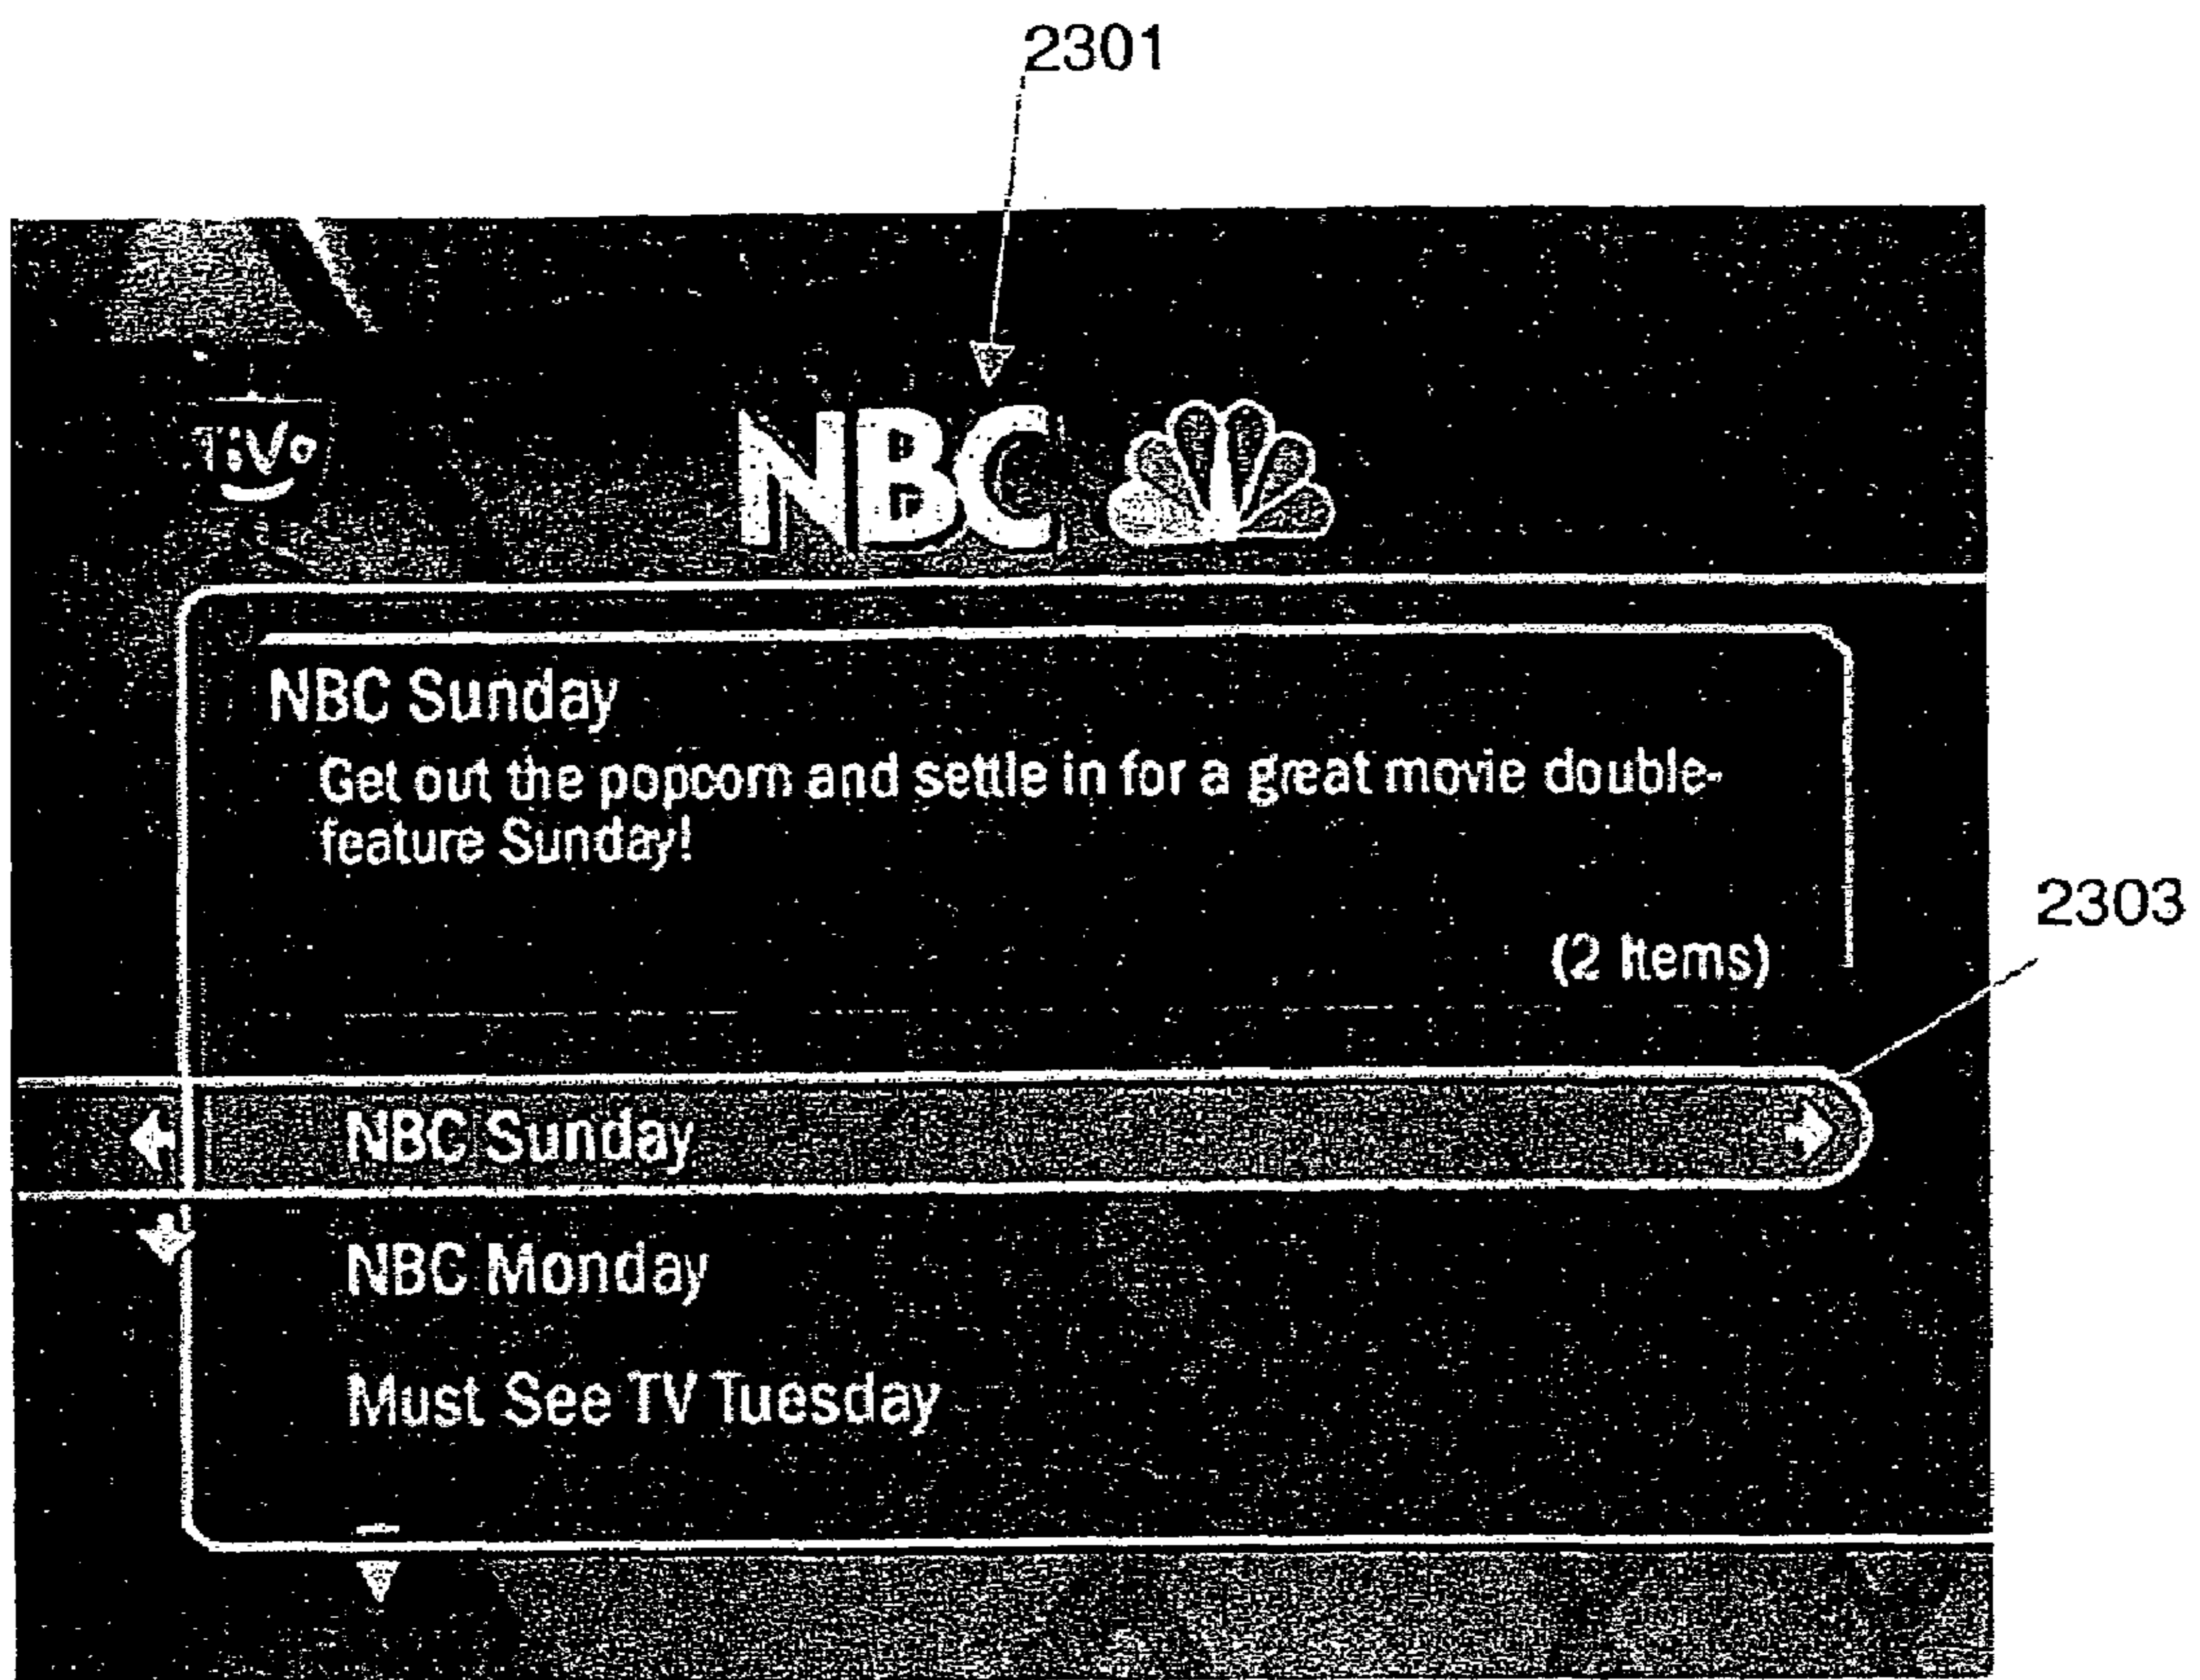 2301
TiVo
NBC
NBC Sunday
Get out the popcorn and settle in for a great movie double-
feature Sunday!
(2 Items)
2303
NBC Sunday
NBC Monday
Must See TV Tuesday